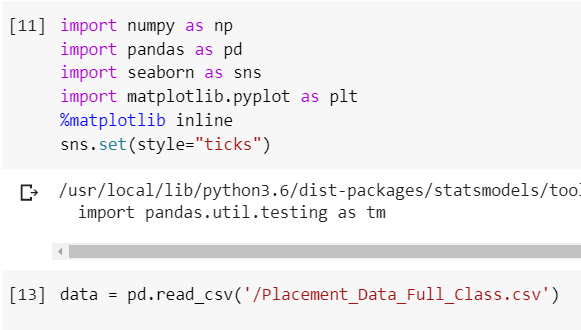 [11] import numpy as np
import pandas as pd
import seaborn as sns
import matplotlib.pyplot as plt
%matplotlib inline
sns.set(style="ticks")
/usr/local/lib/python3.6/dist-packages/statsmodels/tool
import pandas.util.testing as tm
[13] data = pd.read_csv('/Placement_Data_Full_Class.csv')